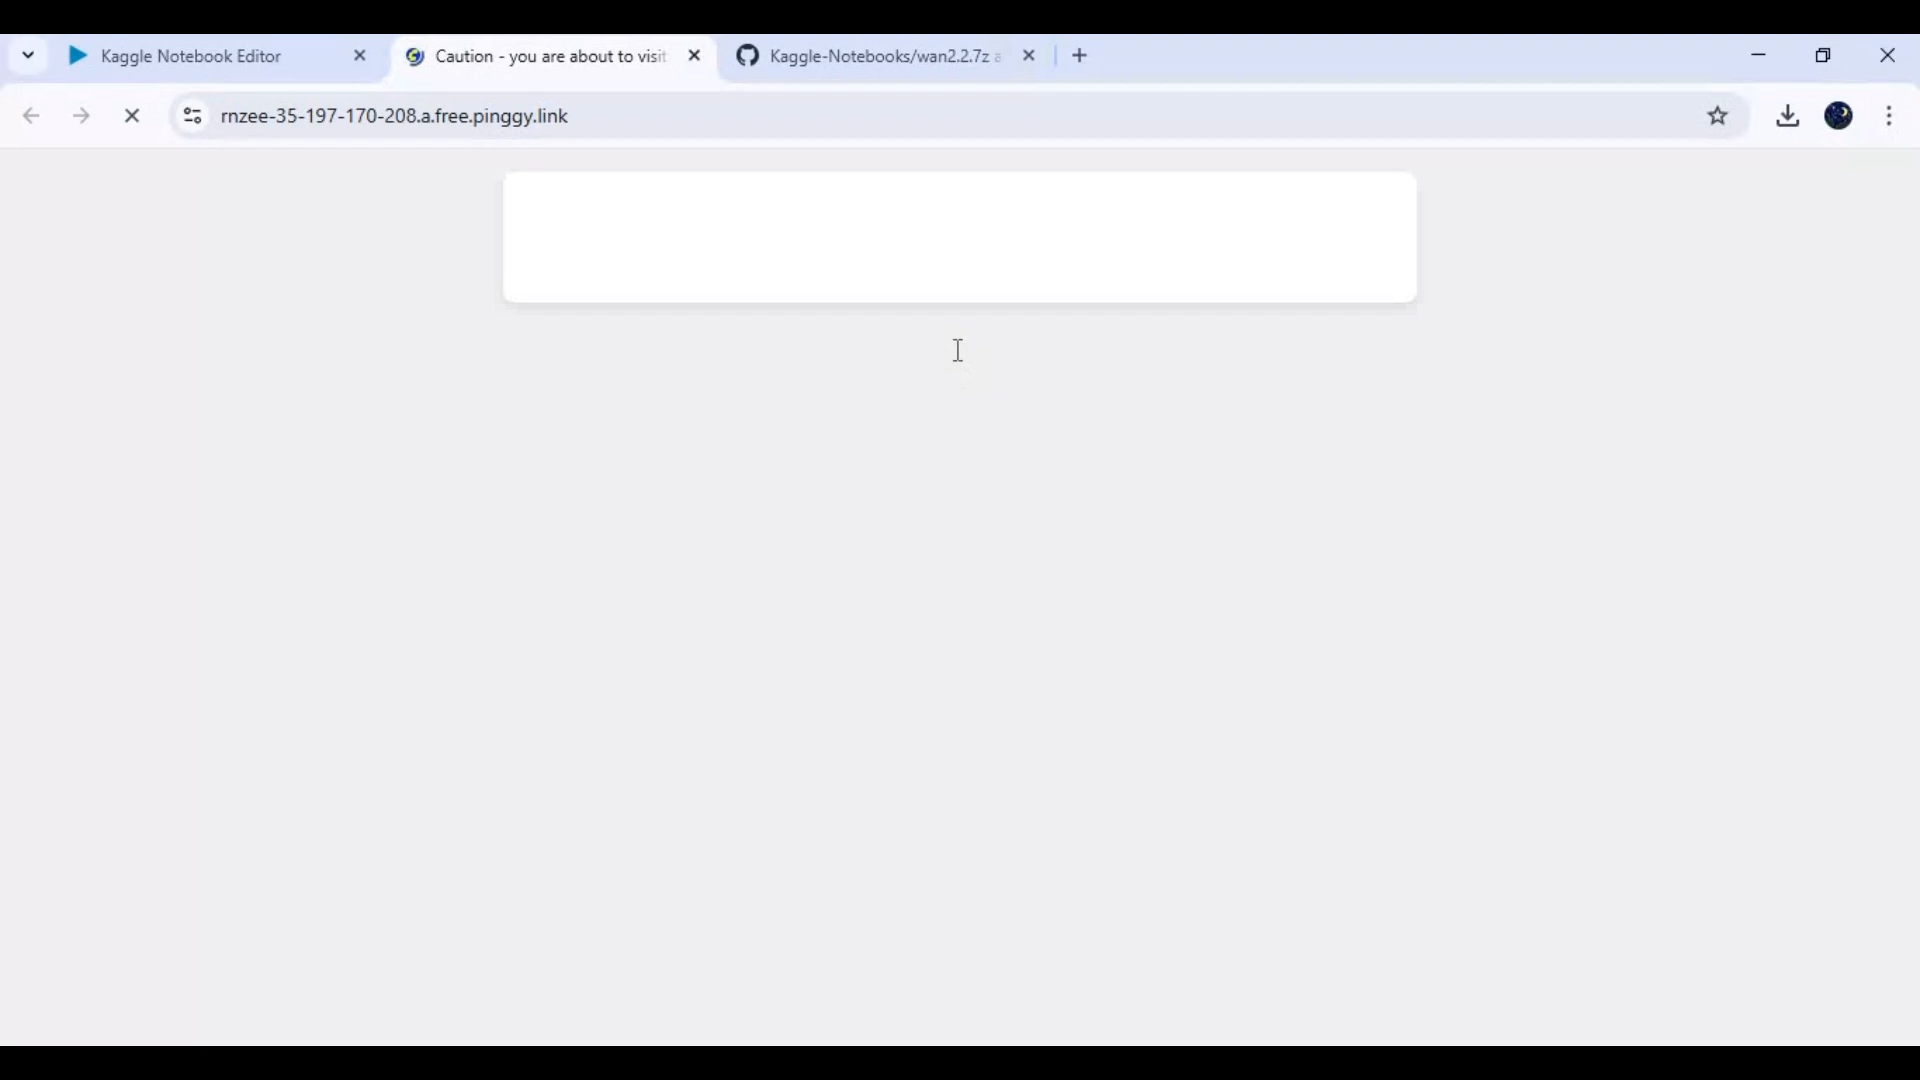 Kaggle Notebook Editor
Caution - you are about to visit
Kaggle-Notebooks/wan2.2.7z a
rnzee-35-197-170-208.a.free.pinggy.link